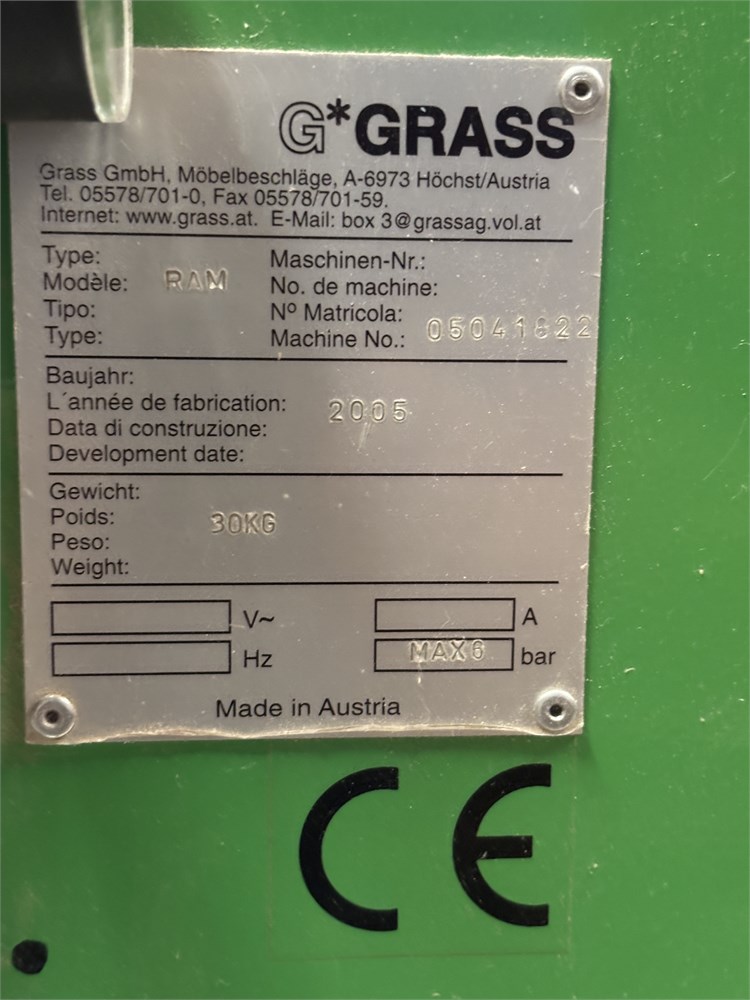 G*GRASS
Grass GmbH, Möbelbeschläge, A-6973 Höchst/Austria
Tel. 05578/701-0, Fax 05578/701-59.
Internet: www.grass.at. E-Mail: box 3@grassag.vol.at
Type:
Modèle: RAM
Tipo:
Type:
Maschinen-Nr.:
No. de machine:
Nº Matricola:
Machine No.:
Baujahr:
L´année de fabrication: 2005
Data di construzione:
Development date:
Gewicht:
Poids: 30KG
Peso:
Weight:
V~ A
Hz MAX6 bar
Made in Austria
CE